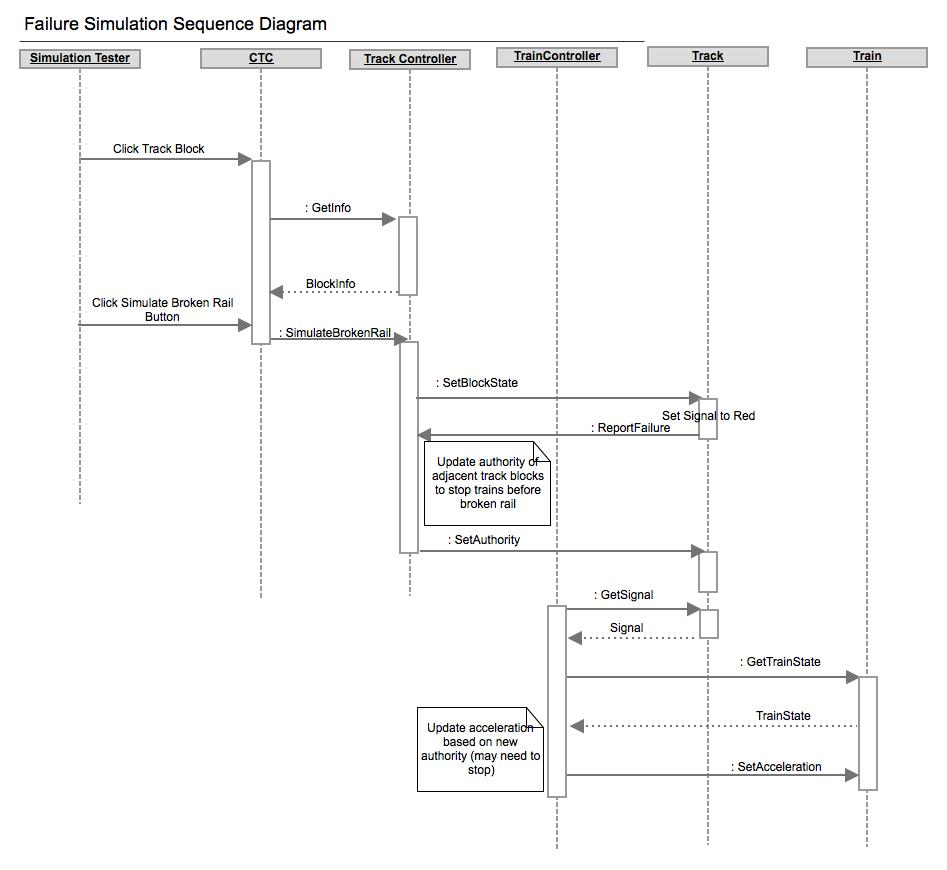 Failure Simulation Sequence Diagram
Simulation Tester
CTC
Track Controller
TrainController
Track
Train
Click Track Block
: GetInfo
BlockInfo
Click Simulate Broken Rail
Button
: SimulateBrokenRail
: SetBlockState
Set Signal to Red
: ReportFailure
Update authority of
adjacent track blocks
to stop trains before
broken rail
: SetAuthority
: GetSignal
Signal
: GetTrainState
TrainState
Update acceleration
based on new
authority (may need to
stop)
: SetAcceleration